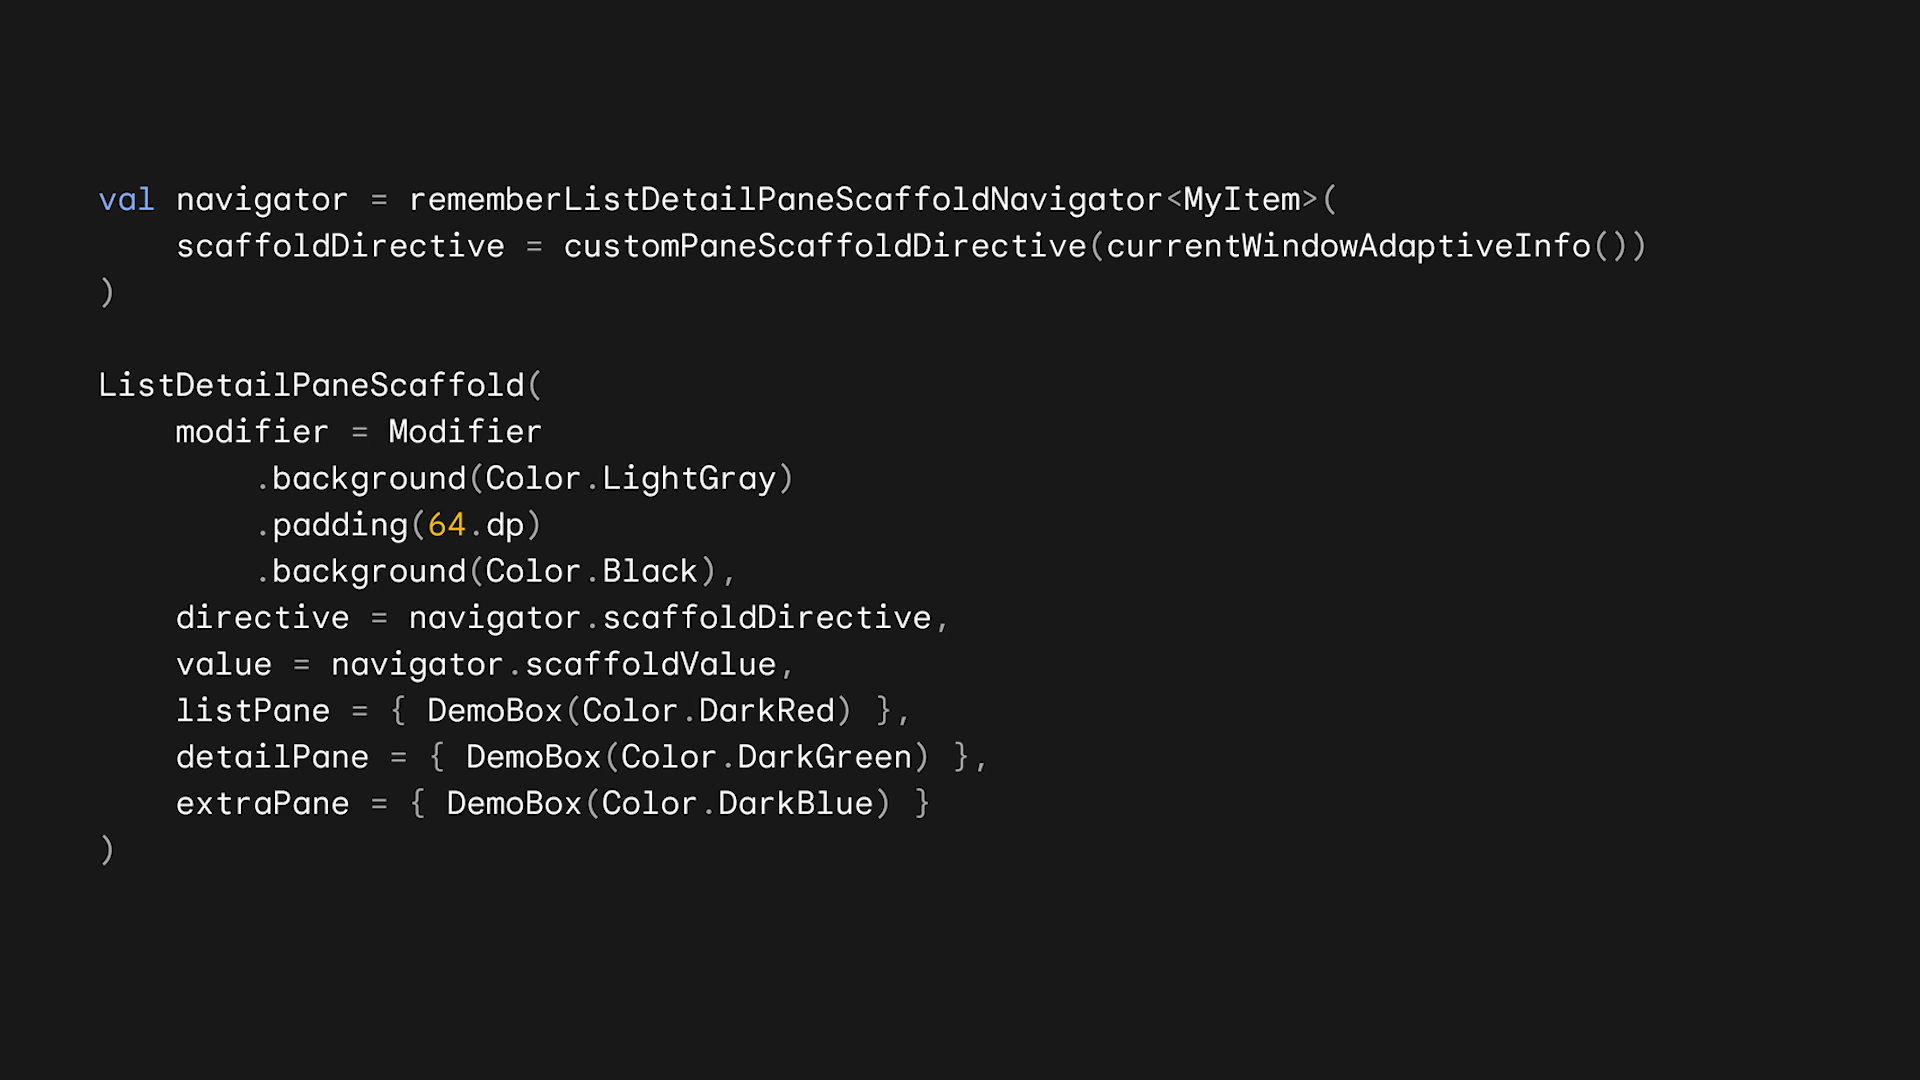 val navigator = rememberListDetailPaneScaffoldNavigator<MyItem>(
    scaffoldDirective = customPaneScaffoldDirective(currentWindowAdaptiveInfo())
)

ListDetailPaneScaffold(
    modifier = Modifier
        .background(Color.LightGray)
        .padding(64.dp)
        .background(Color.Black),
    directive = navigator.scaffoldDirective,
    value = navigator.scaffoldValue,
    listPane = { DemoBox(Color.DarkRed) },
    detailPane = { DemoBox(Color.DarkGreen) },
    extraPane = { DemoBox(Color.DarkBlue) }
)